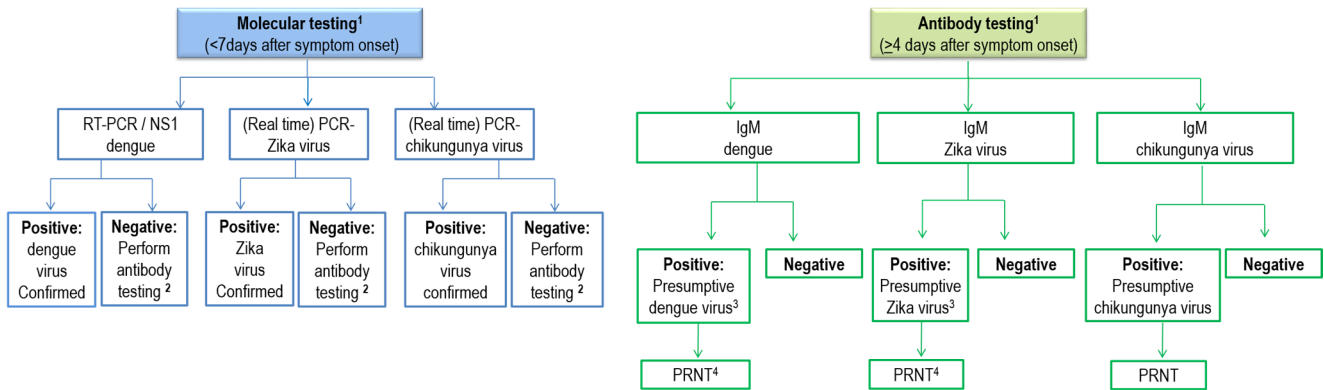 Molecular testing1
(<7days after symptom onset)
RT-PCR / NS1
dengue
(Real time) PCR-
Zika virus
(Real time) PCR-
chikungunya virus
Positive:
dengue
virus
Confirmed
Negative:
Perform
antibody
testing 2
Positive:
Zika
virus
Confirmed
Negative:
Perform
antibody
testing 2
Positive:
chikungunya
virus
confirmed
Negative:
Perform
antibody
testing 2
Antibody testing1
(≥4 days after symptom onset)
IgM
dengue
IgM
Zika virus
IgM
chikungunya virus
Positive:
Presumptive
dengue virus3
Negative
Positive:
Presumptive
Zika virus3
Negative
Positive:
Presumptive
chikungunya virus
Negative
PRNT4
PRNT4
PRNT